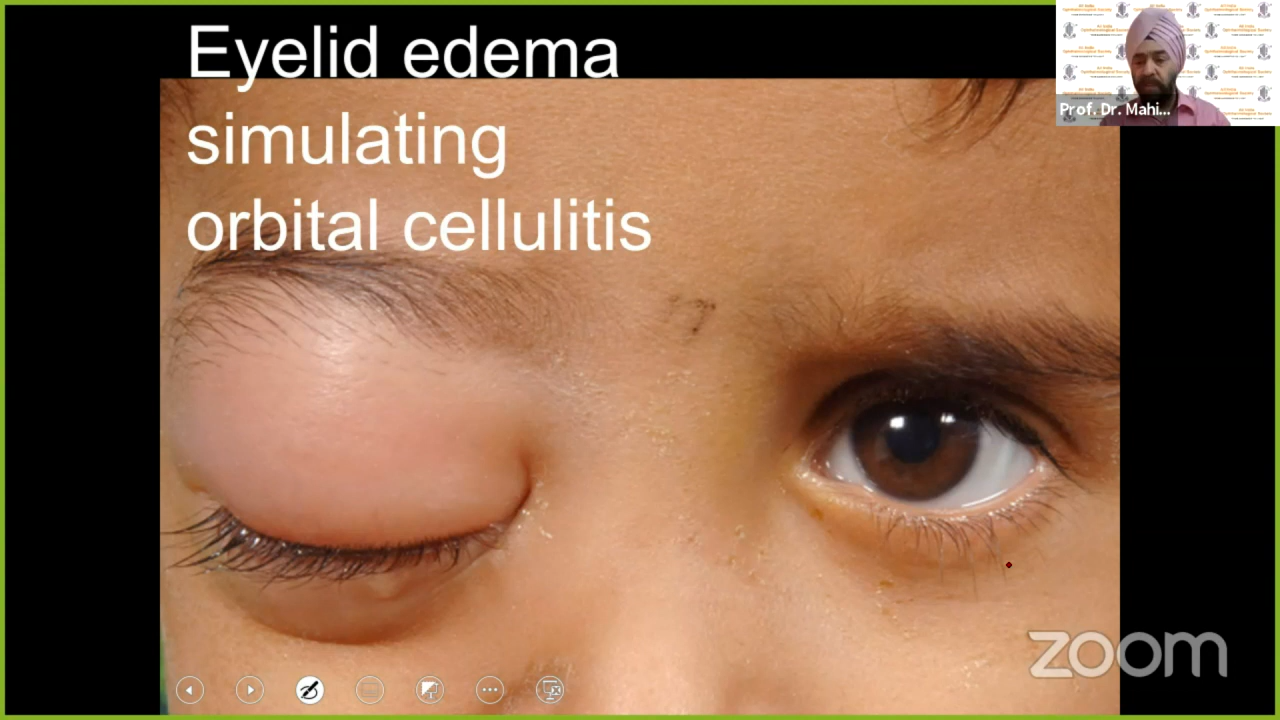 Eyelid edema
simulating
orbital cellulitis
Prof. Dr. Mahi...
zoom